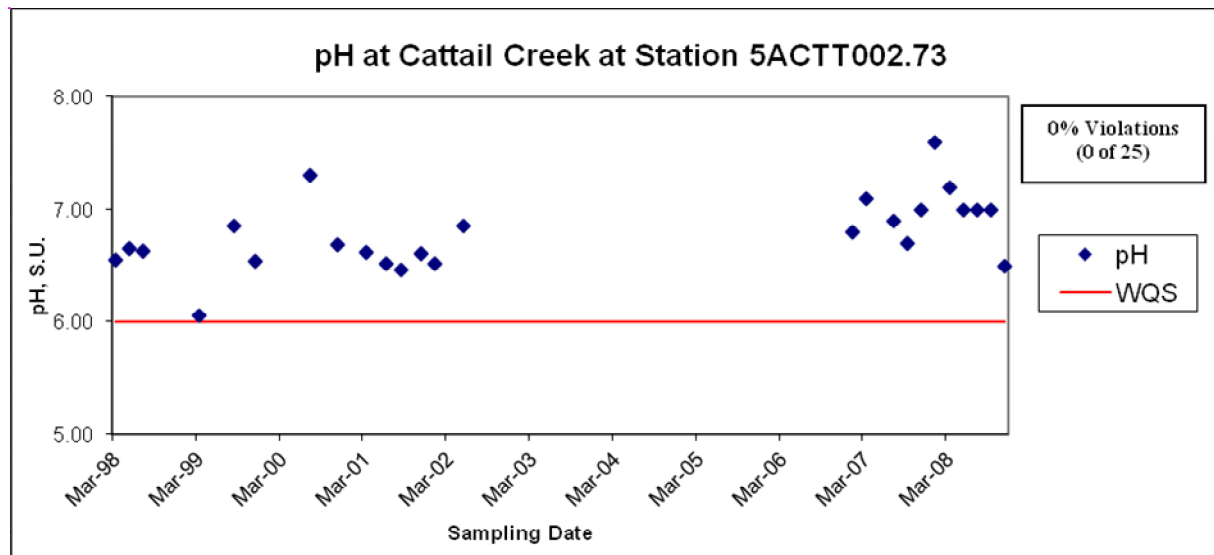 pH at Cattail Creek at Station 5ACTT002.73
8.00
7.00
6.00
5.00
pH, S.U.
Mar-98
Mar-99
Mar-00
Mar-01
Mar-02
Mar-03
Mar-04
Mar-05
Mar-06
Mar-07
Mar-08
Sampling Date
0% Violations
(0 of 25)
pH
WQS